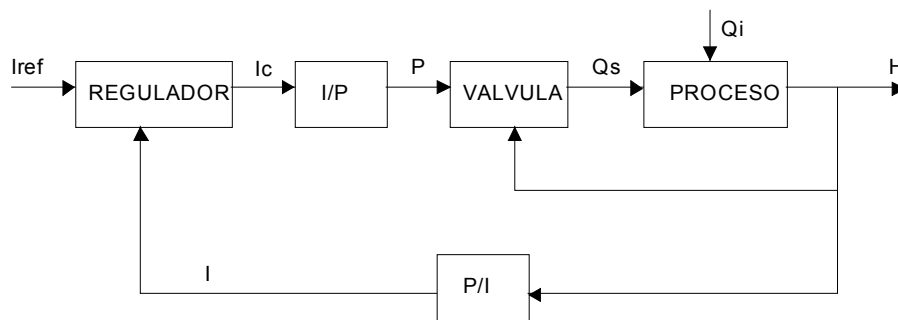 Qi
Iref
Ic
P
Qs
H
REGULADOR
I/P
VALVULA
PROCESO
I
P/I